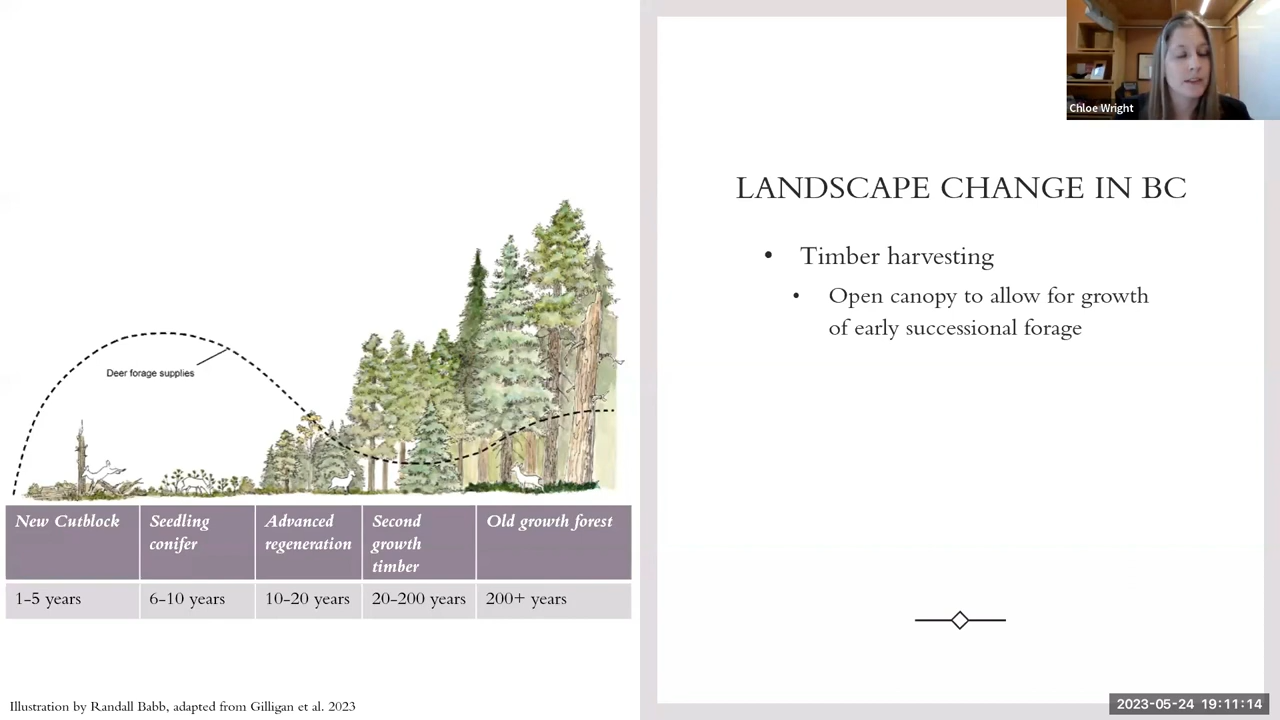 Chloe Wright
LANDSCAPE CHANGE IN BC
• Timber harvesting
• Open canopy to allow for growth
of early successional forage
Deer forage supplies
New Cutblock
Seedling
conifer
Advanced
regeneration
Second
growth
timber
Old growth forest
1-5 years
6-10 years
10-20 years
20-200 years
200+ years
Illustration by Randall Babb, adapted from Gilligan et al. 2023
2023-05-24 19:11:14